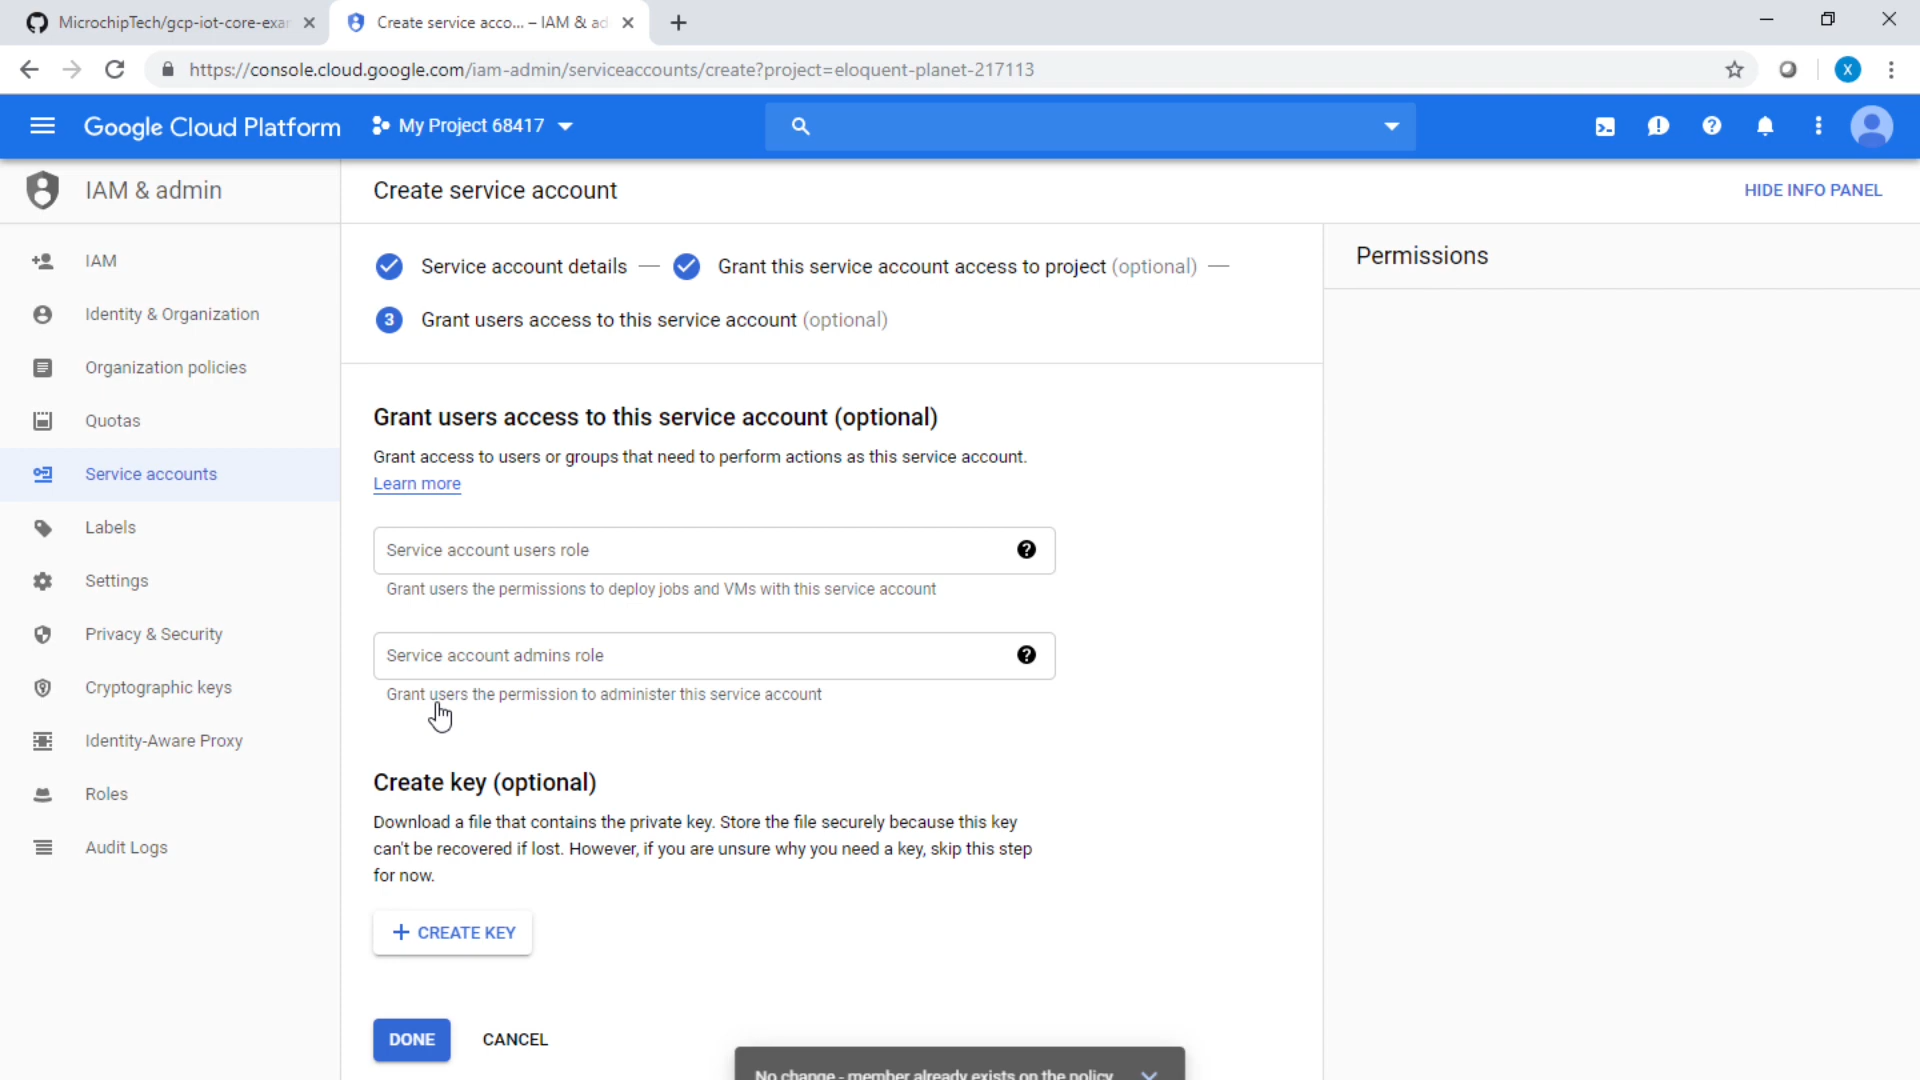 MicrochipTech/gcp-iot-core-exa
Create service acco... – IAM & ad
https://console.cloud.google.com/iam-admin/serviceaccounts/create?project=eloquent-planet-217113
X
Google Cloud Platform
My Project 68417
IAM & admin
Create service account
HIDE INFO PANEL
IAM
Identity & Organization
Organization policies
Quotas
Service accounts
Labels
Settings
Privacy & Security
Cryptographic keys
Identity-Aware Proxy
Roles
Audit Logs
Service account details — Grant this service account access to project (optional) —
3 Grant users access to this service account (optional)
Grant users access to this service account (optional)
Grant access to users or groups that need to perform actions as this service account.
Learn more
Service account users role
Grant users the permissions to deploy jobs and VMs with this service account
Service account admins role
Grant users the permission to administer this service account
Create key (optional)
Download a file that contains the private key. Store the file securely because this key
can't be recovered if lost. However, if you are unsure why you need a key, skip this step
for now.
+ CREATE KEY
DONE
CANCEL
No change - member already exists on the policy
Permissions